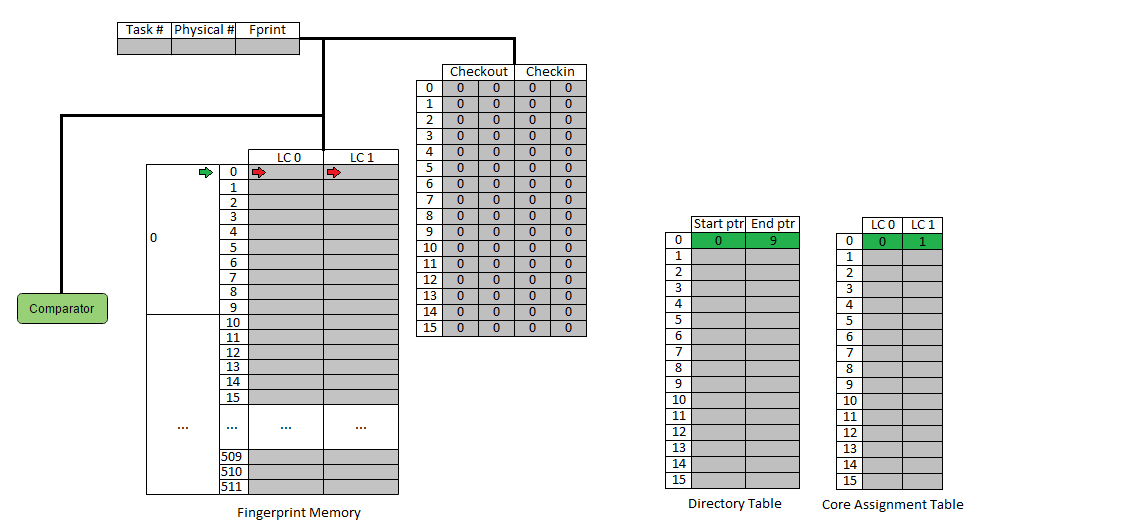 Task # Physical # Fprint
Checkout Checkin
0 0 0 0 0
1 0 0 0 0
2 0 0 0 0
3 0 0 0 0
4 0 0 0 0
5 0 0 0 0
6 0 0 0 0
7 0 0 0 0
8 0 0 0 0
9 0 0 0 0
10 0 0 0 0
11 0 0 0 0
12 0 0 0 0
13 0 0 0 0
14 0 0 0 0
15 0 0 0 0
Comparator
LC 0 LC 1
0
0
1
2
3
4
5
6
7
8
9
10
11
12
13
14
15
... ... ... ...
509
510
511
Fingerprint Memory
Start ptr End ptr
0 0 9
1
2
3
4
5
6
7
8
9
10
11
12
13
14
15
Directory Table
LC 0 LC 1
0 0 1
1
2
3
4
5
6
7
8
9
10
11
12
13
14
15
Core Assignment Table